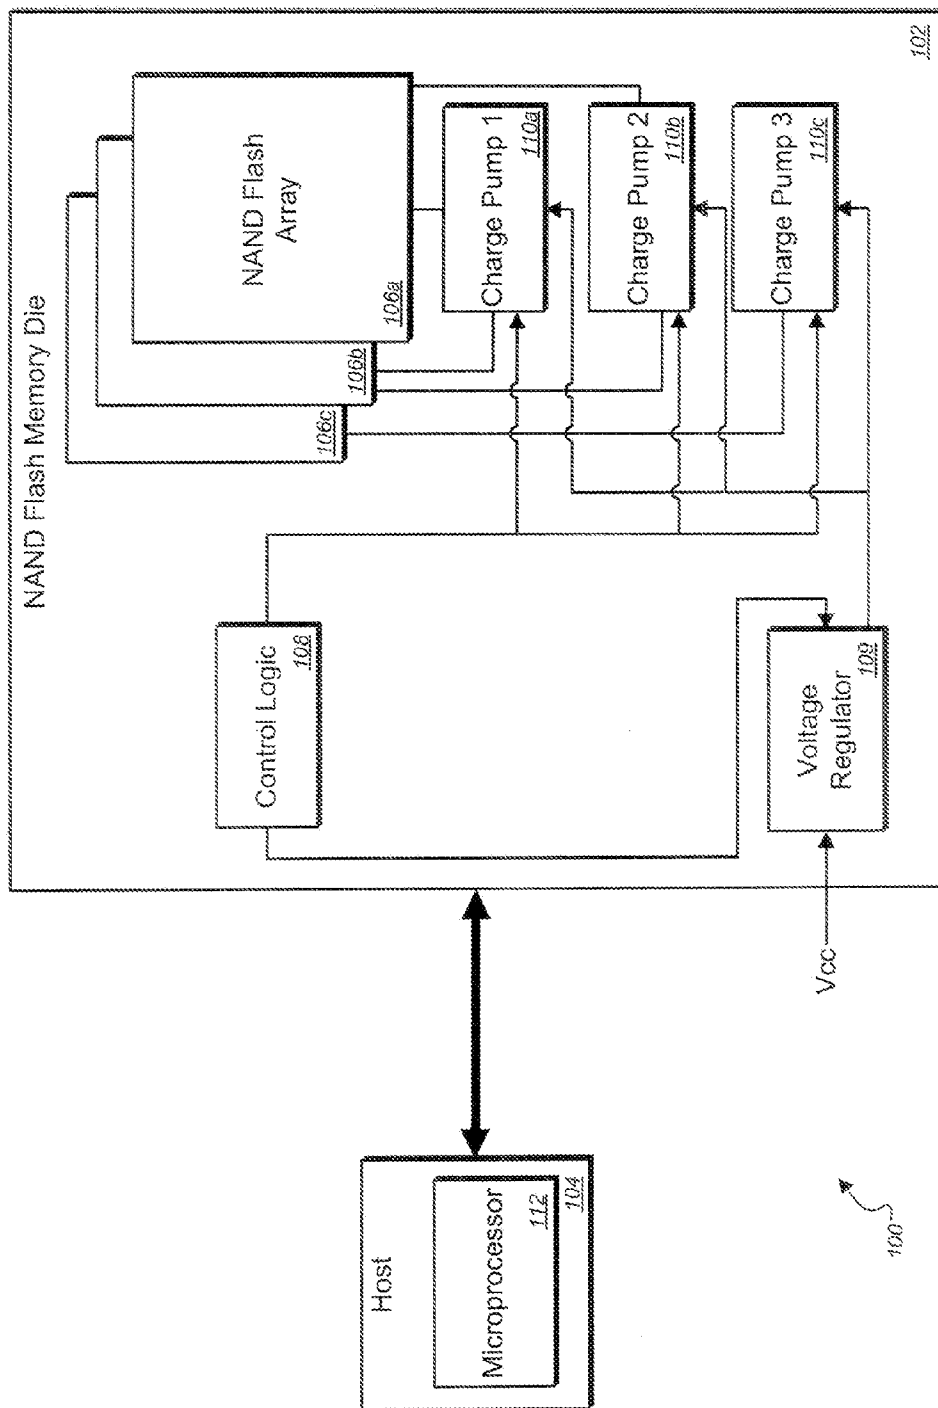 NAND Flash Memory Die
NAND Flash
Array
106a
106b
106c
Charge Pump 1
110a
Charge Pump 2
110b
Charge Pump 3
110c
102
Control Logic
108
Voltage
Regulator
109
Vcc
Host
Microprocessor
112
104
100